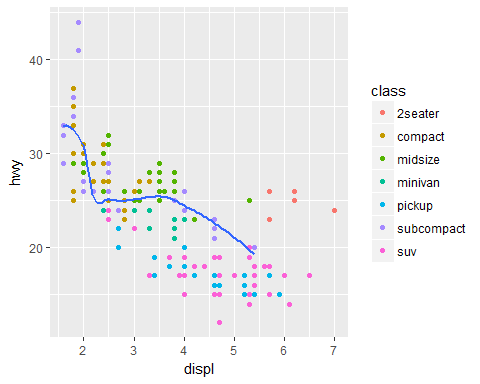 hwy
40
30
20
2
3
4
5
6
7
displ
class
2seater
compact
midsize
minivan
pickup
subcompact
suv